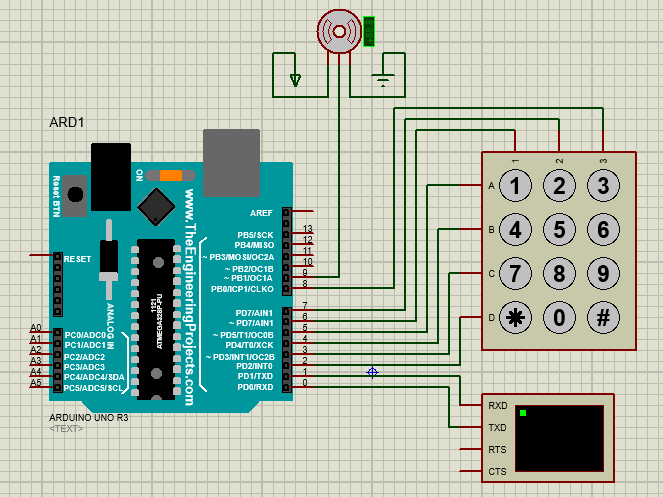 ARD1
Reset BTN
ON
www.TheEngineeringProjects.com
AREF
PB5/SCK 13
PB4/MISO 12
~ PB3/MOSI/OC2A 11
~ PB2/OC1B 10
~ PB1/OC1A 9
PB0/ICP1/CLKO 8
RESET
1121
ATMEGA328P-PU
ANALOG IN
PD7/AIN1 7
~ PD7/AIN1 6
~ PD5/T1/OC0B 5
PD4/T0/XCK 4
~ PD3/INT1/OC2B 3
PD2/INT0 2
PD1/TXD 1
PD0/RXD 0
A0 PC0/ADC0
A1 PC1/ADC1
A2 PC2/ADC2
A3 PC3/ADC3
A4 PC4/ADC4/SDA
A5 PC5/ADC5/SCL
ARDUINO UNO R3
<TEXT>
1 2 3
A 1 2 3
B 4 5 6
C 7 8 9
D * 0 #
RXD
TXD
RTS
CTS